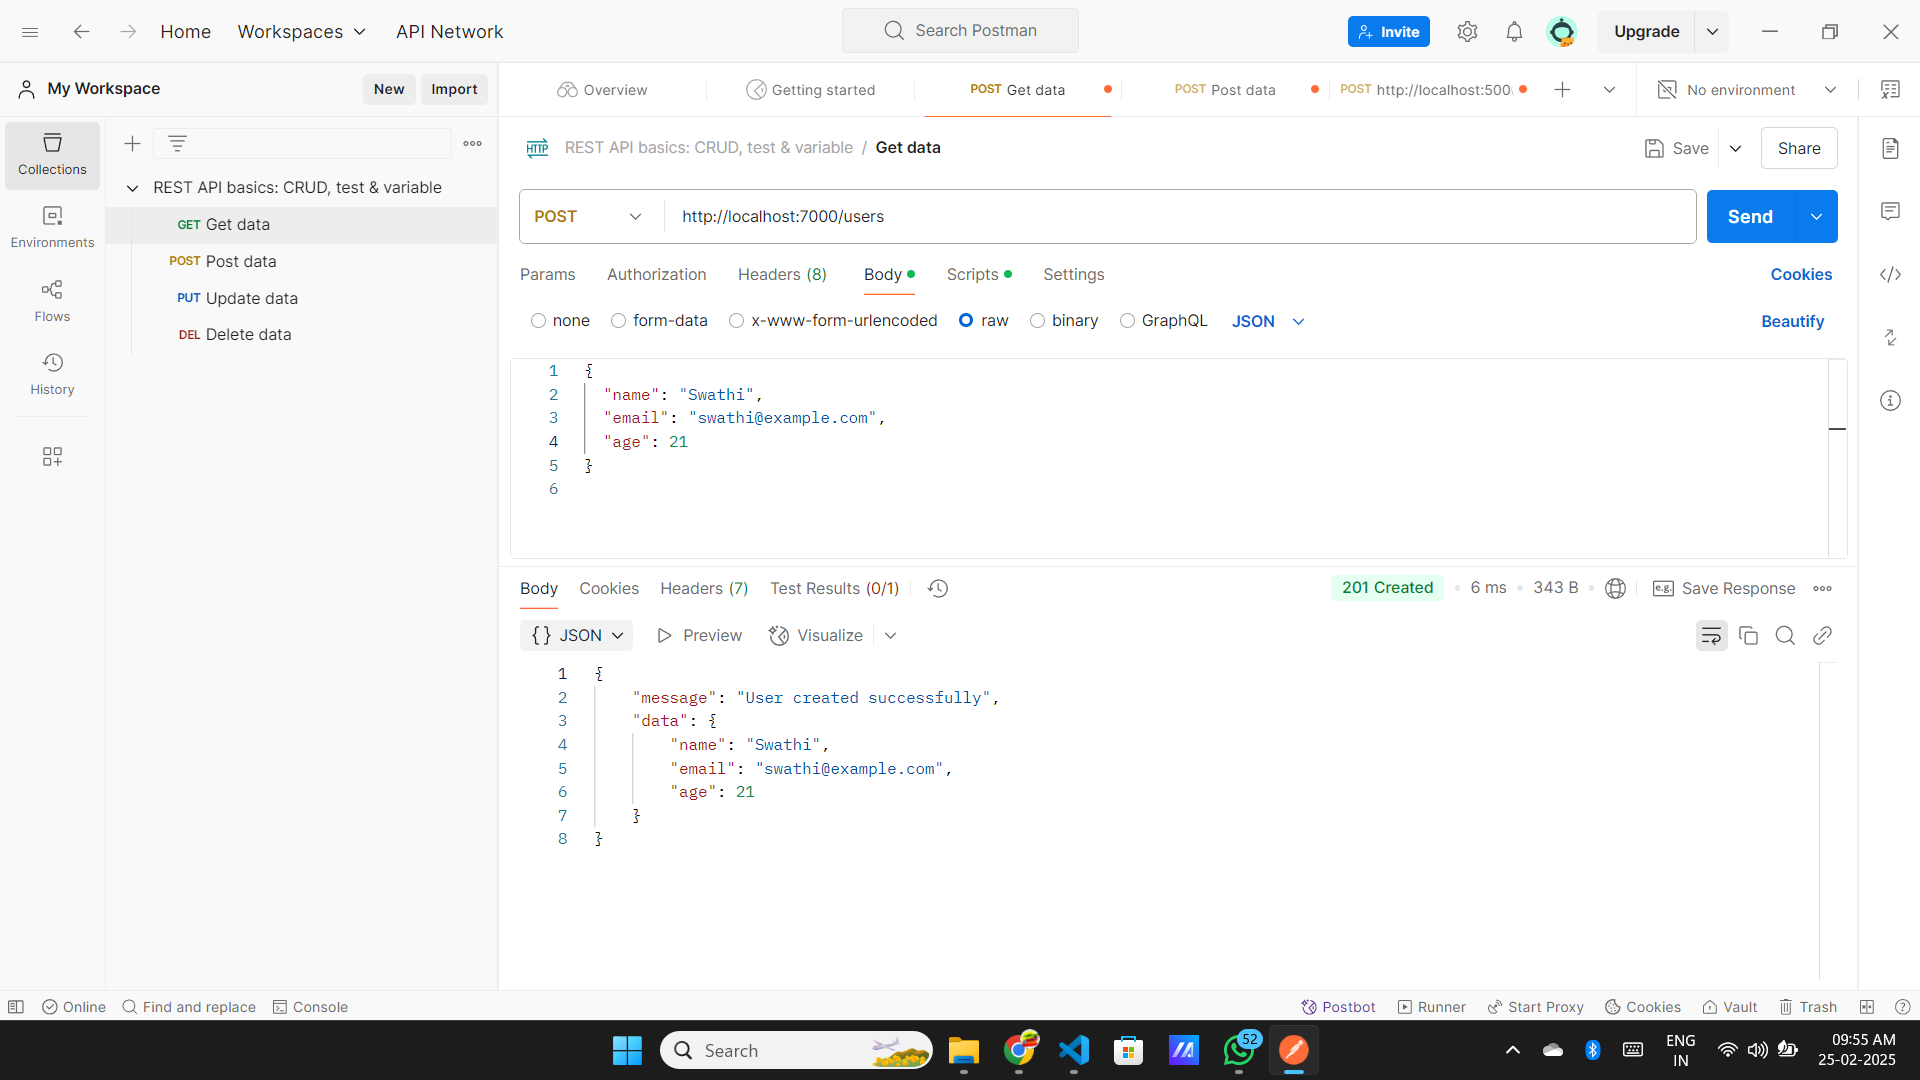 Home
Workspaces
API Network
Search Postman
Invite
Upgrade
My Workspace
New
Import
Overview
Getting started
POST Get data
POST Post data
POST http://localhost:500
No environment
Collections
Environments
Flows
History
REST API basics: CRUD, test & variable
GET Get data
POST Post data
PUT Update data
DEL Delete data
HTTP REST API basics: CRUD, test & variable / Get data
Save
Share
POST
http://localhost:7000/users
Send
Params
Authorization
Headers (8)
Body
Scripts
Settings
Cookies
none
form-data
x-www-form-urlencoded
raw
binary
GraphQL
JSON
Beautify
1 {
2 "name": "Swathi",
3 "email": "swathi@example.com",
4 "age": 21
5 }
6
Body
Cookies
Headers (7)
Test Results (0/1)
201 Created
6 ms
343 B
e.g. Save Response
{} JSON
Preview
Visualize
1 {
2 "message": "User created successfully",
3 "data": {
4 "name": "Swathi",
5 "email": "swathi@example.com",
6 "age": 21
7 }
8 }
Online
Find and replace
Console
Postbot
Runner
Start Proxy
Cookies
Vault
Trash
Search
52
ENG
IN
09:55 AM
25-02-2025